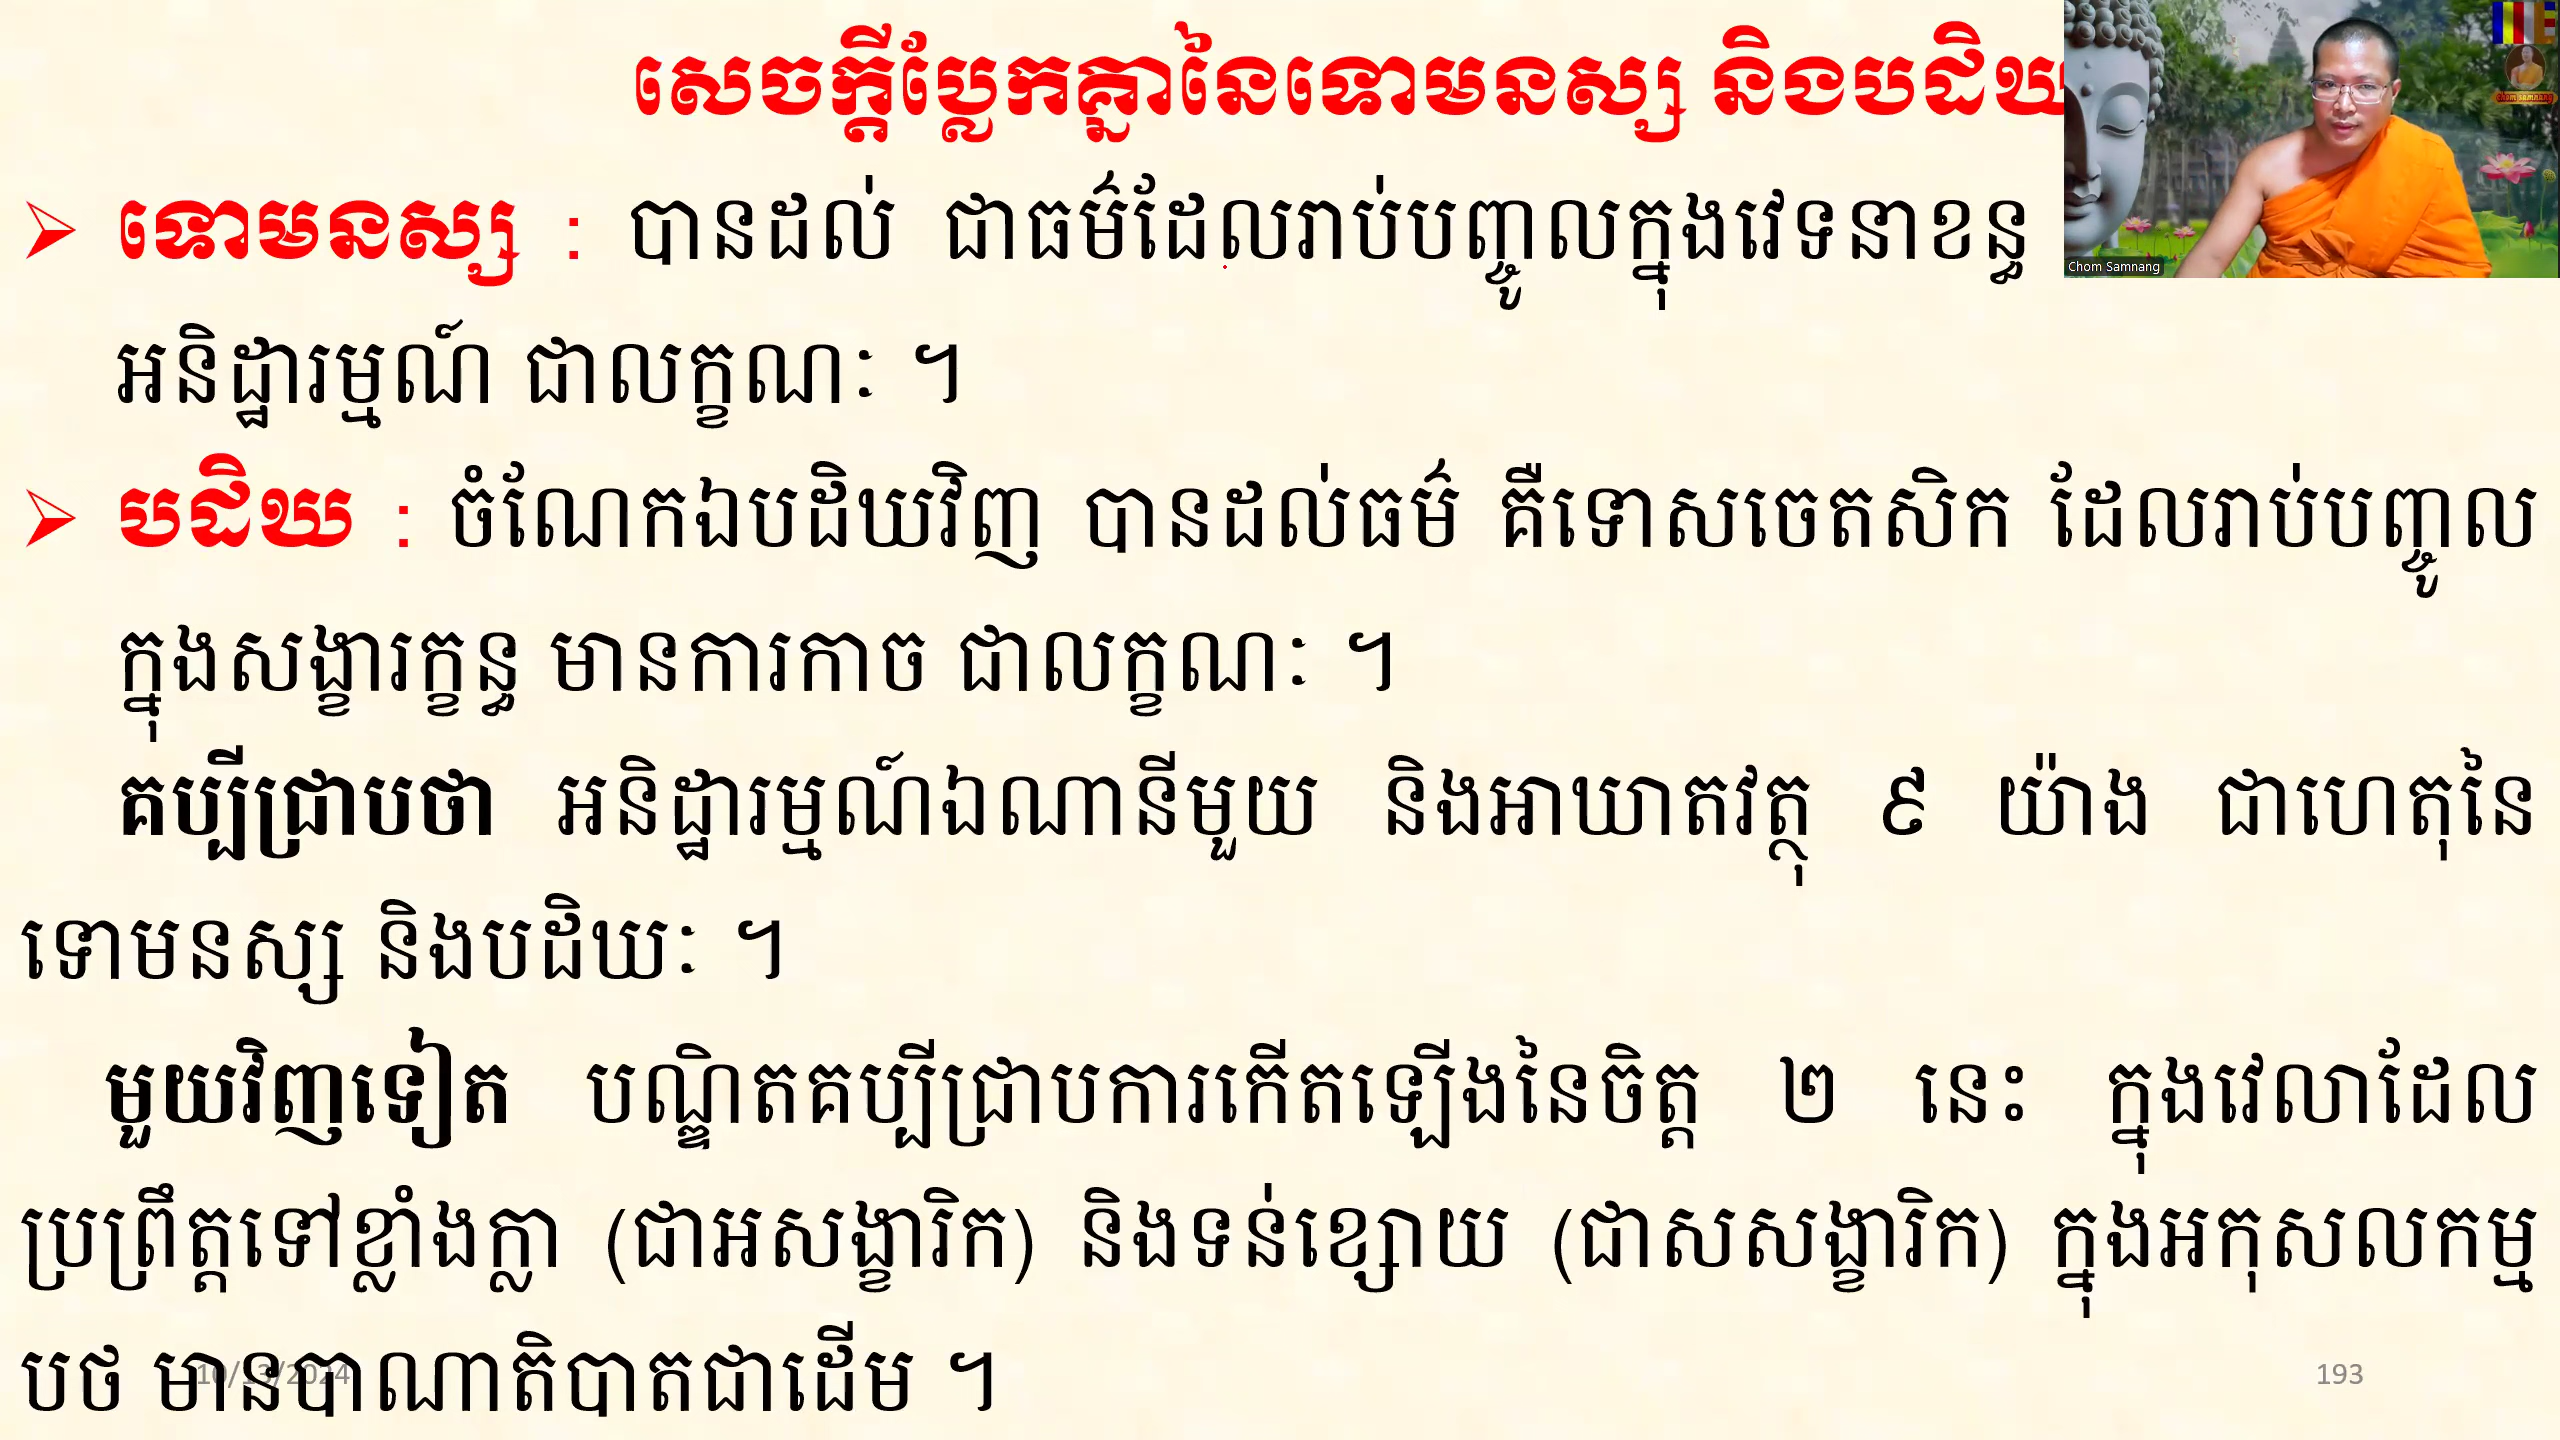 សេចក្ដីប្លែកគ្នានៃទោមនស្ស និងបដិឃ
➢ ទោមនស្ស : បានដល់ ជាធម៌ដែលរាប់បញ្ចូលក្នុងវេទនាខន្ធ
អនិដ្ឋារម្មណ៍ ជាលក្ខណៈ ។
➢ បដិឃ : ចំណែកឯបដិឃវិញ បានដល់ធម៌ គឺទោសចេតសិក ដែលរាប់បញ្ចូល
ក្នុងសង្ខារក្ខន្ធ មានការកាច ជាលក្ខណៈ ។
គប្បីជ្រាបថា អនិដ្ឋារម្មណ៍ឯណានីមួយ និងអាឃាតវត្ថុ ៩ យ៉ាង ជាហេតុនៃ
ទោមនស្ស និងបដិឃៈ ។
មួយវិញទៀត បណ្ឌិតគប្បីជ្រាបការកើតឡើងនៃចិត្ត ២ នេះ ក្នុងវេលាដែល
ប្រព្រឹត្តទៅខ្លាំងក្លា (ជាអសង្ខារិក) និងទន់ខ្សោយ (ជាសសង្ខារិក) ក្នុងអកុសលកម្ម
បថ មានបាណាតិបាតជាដើម ។
10/13/2024
193
Chom Samnang